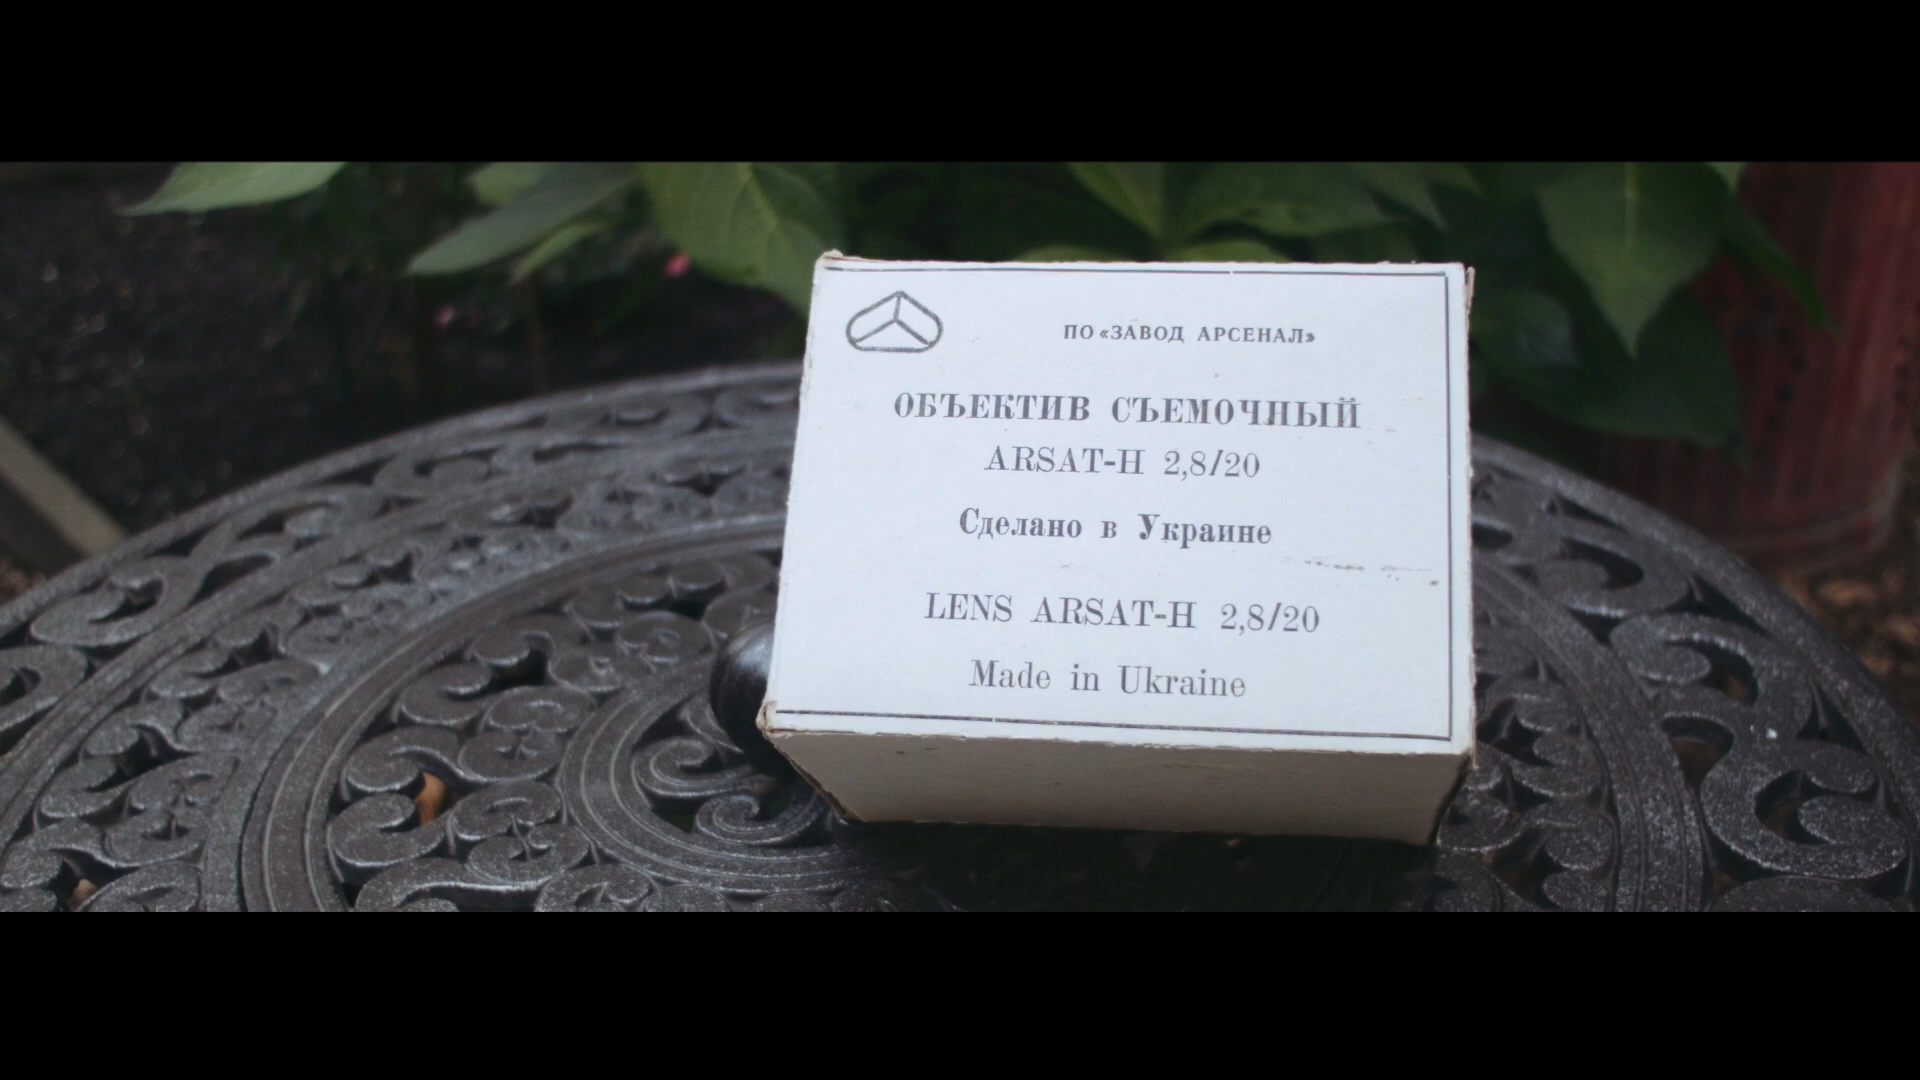 ПО «ЗАВОД АРСЕНАЛ»
ОБЪЕКТИВ СЪЕМОЧНЫЙ
ARSAT-H 2,8/20
Сделано в Украине
LENS ARSAT-H 2,8/20
Made in Ukraine